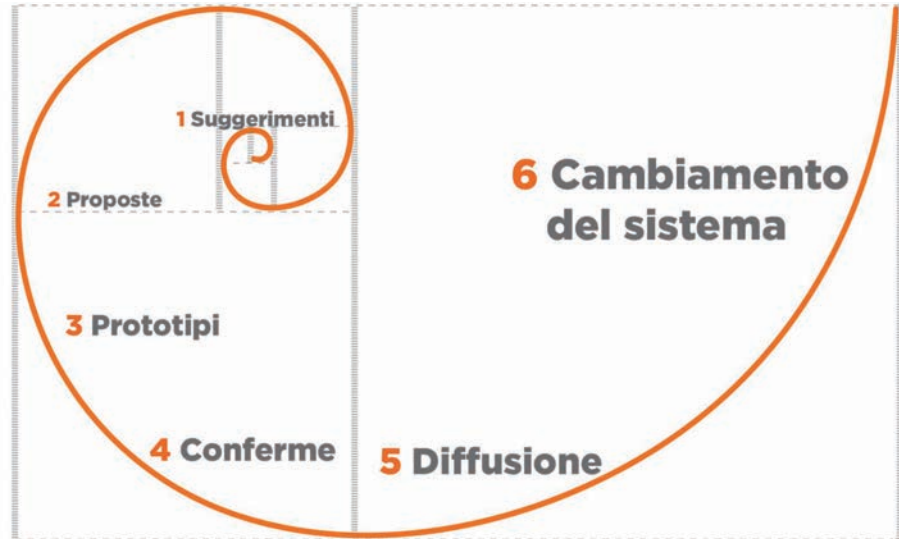 1 Suggerimenti
2 Proposte
3 Prototipi
4 Conferme
5 Diffusione
6 Cambiamento
del sistema